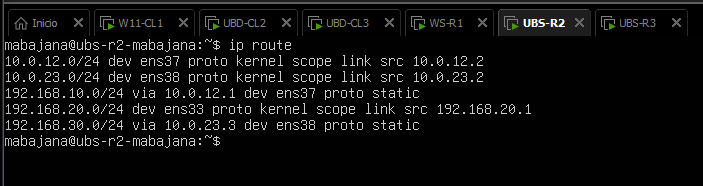 Inicio W11-CL1 UBD-CL2 UBD-CL3 WS-R1 UBS-R2 UBS-R3
mabajana@ubs-r2-mabajana:~$ ip route
10.0.12.0/24 dev ens37 proto kernel scope link src 10.0.12.2
10.0.23.0/24 dev ens38 proto kernel scope link src 10.0.23.2
192.168.10.0/24 via 10.0.12.1 dev ens37 proto static
192.168.20.0/24 dev ens33 proto kernel scope link src 192.168.20.1
192.168.30.0/24 via 10.0.23.3 dev ens38 proto static
mabajana@ubs-r2-mabajana:~$